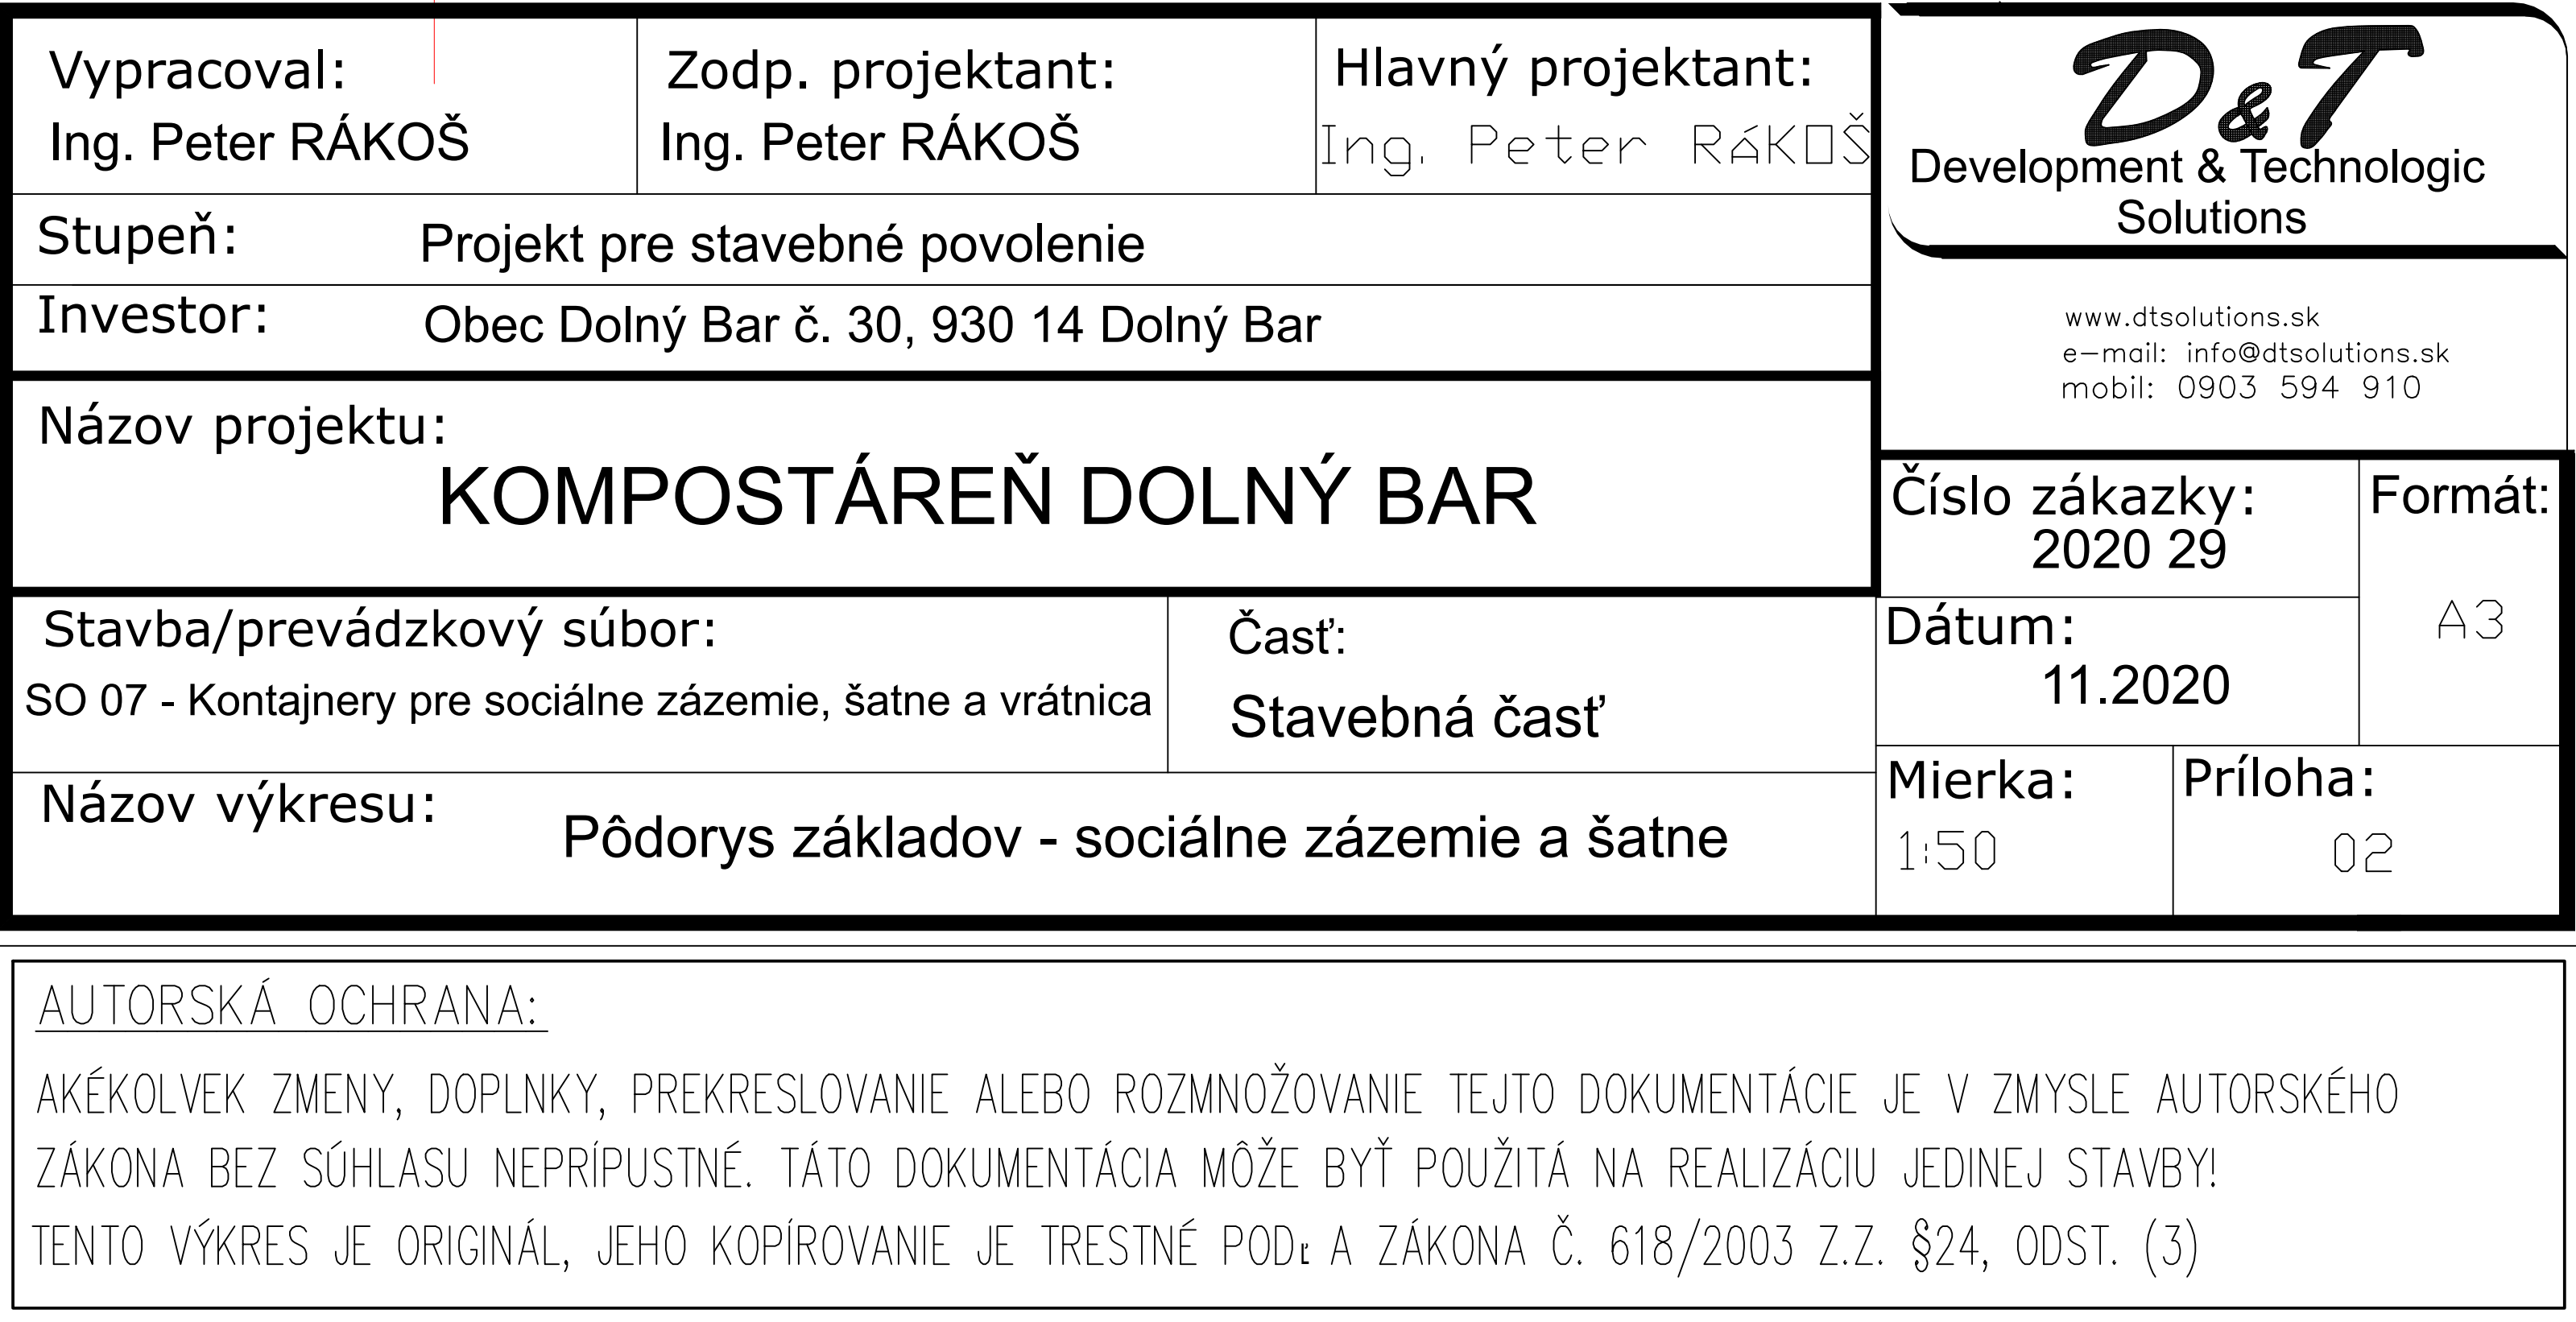 Vypracoval:
Ing. Peter RÁKOŠ
Zodp. projektant:
Ing. Peter RÁKOŠ
Hlavný projektant:
Ing. Peter RÁK□Š
D&T
Development & Technologic
Solutions
www.dtsolutions.sk
e-mail: info@dtsolutions.sk
mobil: 0903 594 910
Stupeň: Projekt pre stavebné povolenie
Investor: Obec Dolný Bar č. 30, 930 14 Dolný Bar
Názov projektu:
KOMPOSTÁREŇ DOLNÝ BAR
Číslo zákazky:
2020 29
Formát:
A3
Stavba/prevádzkový súbor:
SO 07 - Kontajnery pre sociálne zázemie, šatne a vrátnica
Časť:
Stavebná časť
Dátum:
11.2020
Názov výkresu: Pôdorys základov - sociálne zázemie a šatne
Mierka:
1:50
Príloha:
02
AUTORSKÁ OCHRANA:
AKÉKOLVEK ZMENY, DOPLNKY, PREKRESLOVANIE ALEBO ROZMNOŽOVANIE TEJTO DOKUMENTÁCIE JE V ZMYSLE AUTORSKÉHO
ZÁKONA BEZ SÚHLASU NEPRÍPUSTNÉ. TÁTO DOKUMENTÁCIA MÔŽE BYŤ POUŽITÁ NA REALIZÁCIU JEDINEJ STAVBY!
TENTO VÝKRES JE ORIGINÁL, JEHO KOPÍROVANIE JE TRESTNÉ PODĽA ZÁKONA Č. 618/2003 Z.Z. §24, ODST. (3)